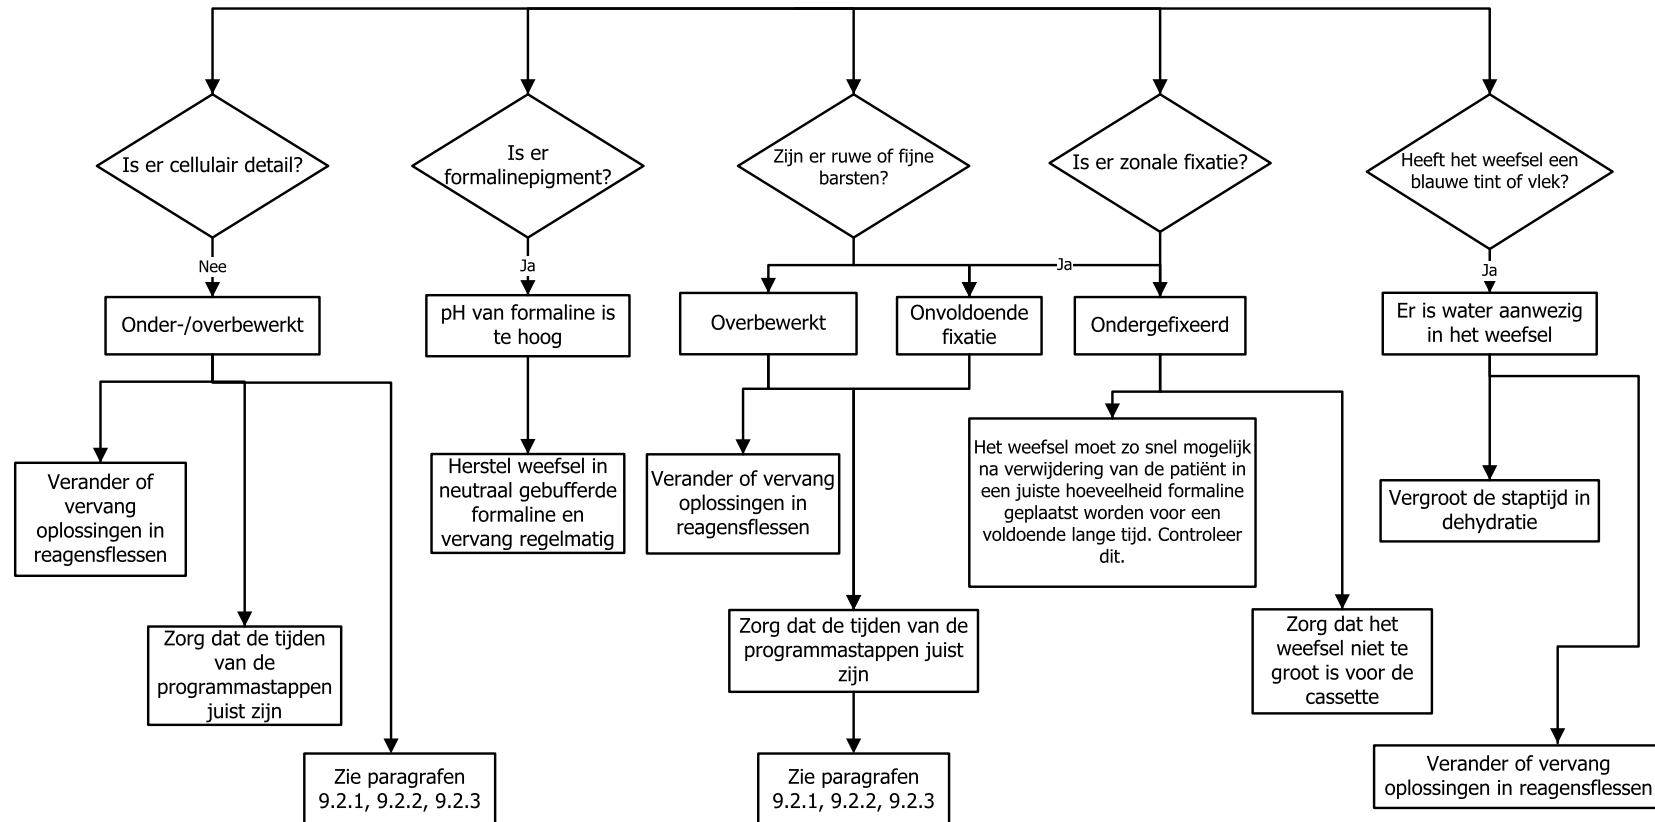 Is er cellulair detail?
Is er
formalinepigment?
Zijn er ruwe of fijne
barsten?
Is er zonale fixatie?
Heeft het weefsel een
blauwe tint of vlek?
Nee
Ja
Ja
Ja
Onder-/overbewerkt
pH van formaline is
te hoog
Overbewerkt
Onvoldoende
fixatie
Ondergefixeerd
Er is water aanwezig
in het weefsel
Verander of
vervang
oplossingen in
reagensflessen
Herstel weefsel in
neutraal gebufferde
formaline en
vervang regelmatig
Verander of vervang
oplossingen in
reagensflessen
Het weefsel moet zo snel mogelijk
na verwijdering van de patiënt in
een juiste hoeveelheid formaline
geplaatst worden voor een
voldoende lange tijd. Controleer
dit.
Vergroot de staptijd in
dehydratie
Zorg dat de tijden
van de
programmastappen
juist zijn
Zorg dat de tijden van de
programmastappen juist
zijn
Zorg dat het
weefsel niet te
groot is voor de
cassette
Zie paragrafen
9.2.1, 9.2.2, 9.2.3
Zie paragrafen
9.2.1, 9.2.2, 9.2.3
Verander of vervang
oplossingen in reagensflessen